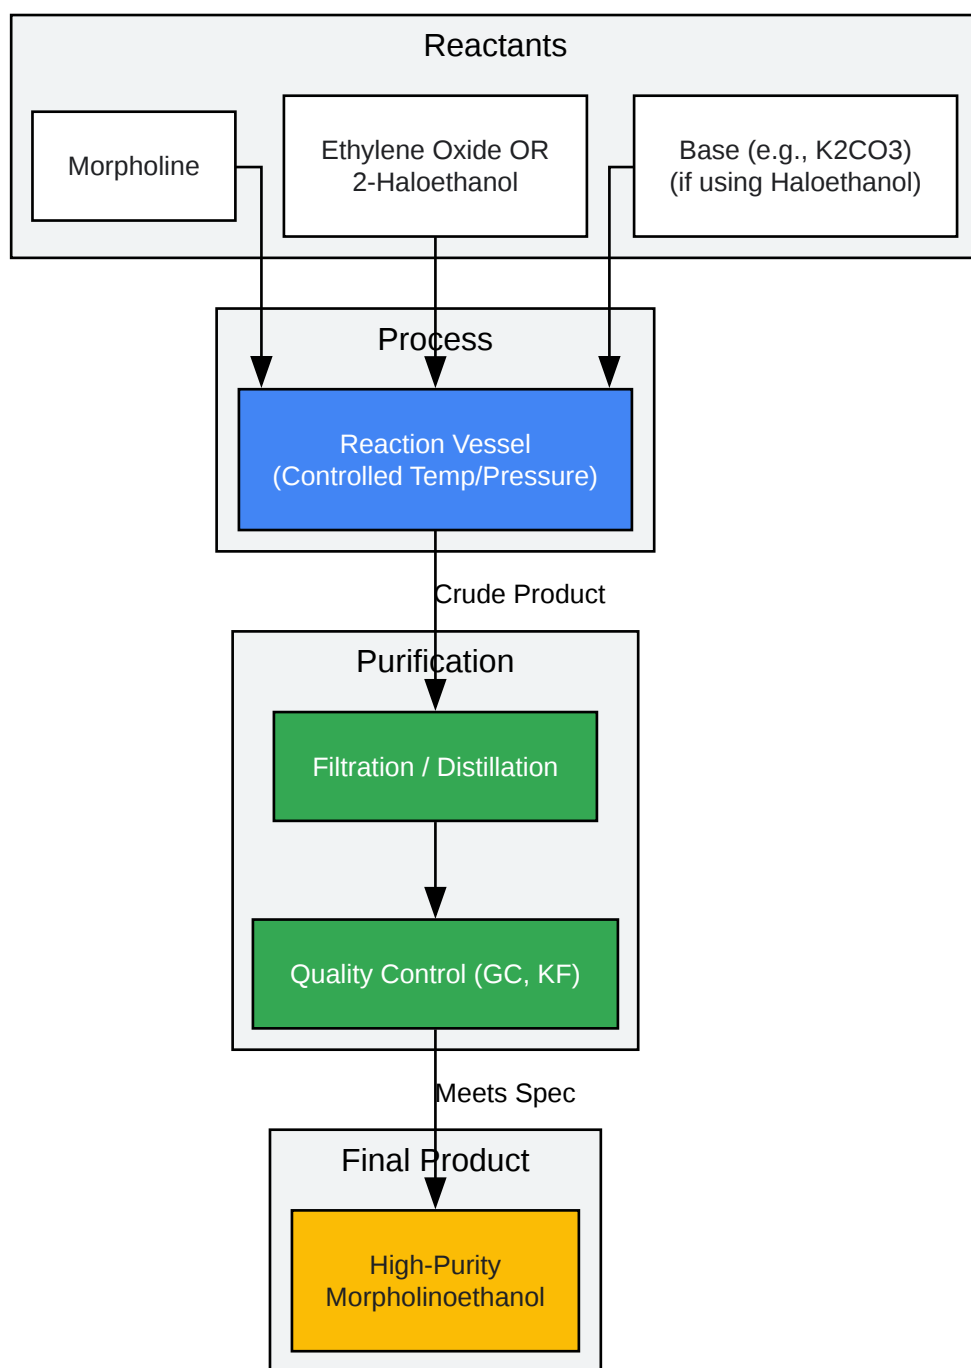 Reactants
Morpholine
Ethylene Oxide OR
2-Haloethanol
Base (e.g., K2CO3)
(if using Haloethanol)
Process
Reaction Vessel
(Controlled Temp/Pressure)
Crude Product
Purification
Filtration / Distillation
Quality Control (GC, KF)
Meets Spec
Final Product
High-Purity
Morpholinoethanol